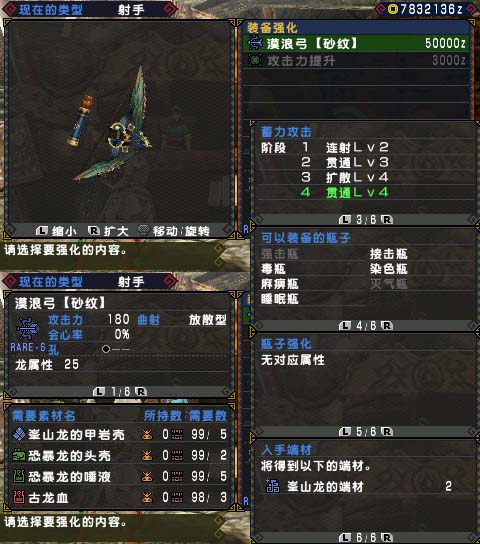 现在的类型 射手
7832136z
装备强化
漠浪弓【砂纹】 50000z
攻击力提升 3000z
蓄力攻击
阶段 1 连射Lv2
2 贯通Lv3
3 扩散Lv4
4 贯通Lv4
L 3/6 R
L 缩小 R 扩大 移动/旋转
请选择要强化的内容。
可以装备的瓶子
强击瓶 接击瓶
毒瓶 染色瓶
麻痹瓶 灭气瓶
睡眠瓶
L 4/6 R
现在的类型 射手
漠浪弓【砂纹】
攻击力 180 曲射 放散型
会心率 0%
RARE-6 孔 ●——
龙属性 25
L 1/6 R
瓶子强化
无对应属性
L 5/6 R
需要素材名 所持数/需要数
峯山龙的甲岩壳 0 99/ 5
恐暴龙的头壳 0 99/ 2
恐暴龙的唾液 0 99/ 5
古龙血 0 98/ 3
请选择要强化的内容。
入手端材
将得到以下的端材。
峯山龙的端材 2
L 6/6 R